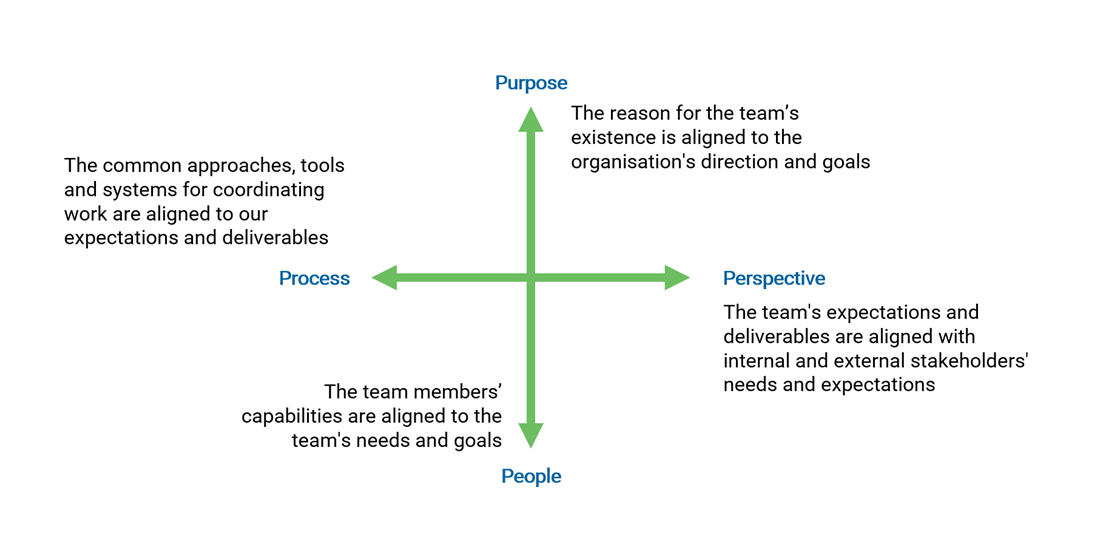 Purpose
The reason for the team’s
existence is aligned to the
organisation's direction and goals
The common approaches, tools
and systems for coordinating
work are aligned to our
expectations and deliverables
Process
Perspective
The team's expectations and
deliverables are aligned with
internal and external stakeholders'
needs and expectations
The team members’
capabilities are aligned to the
team's needs and goals
People